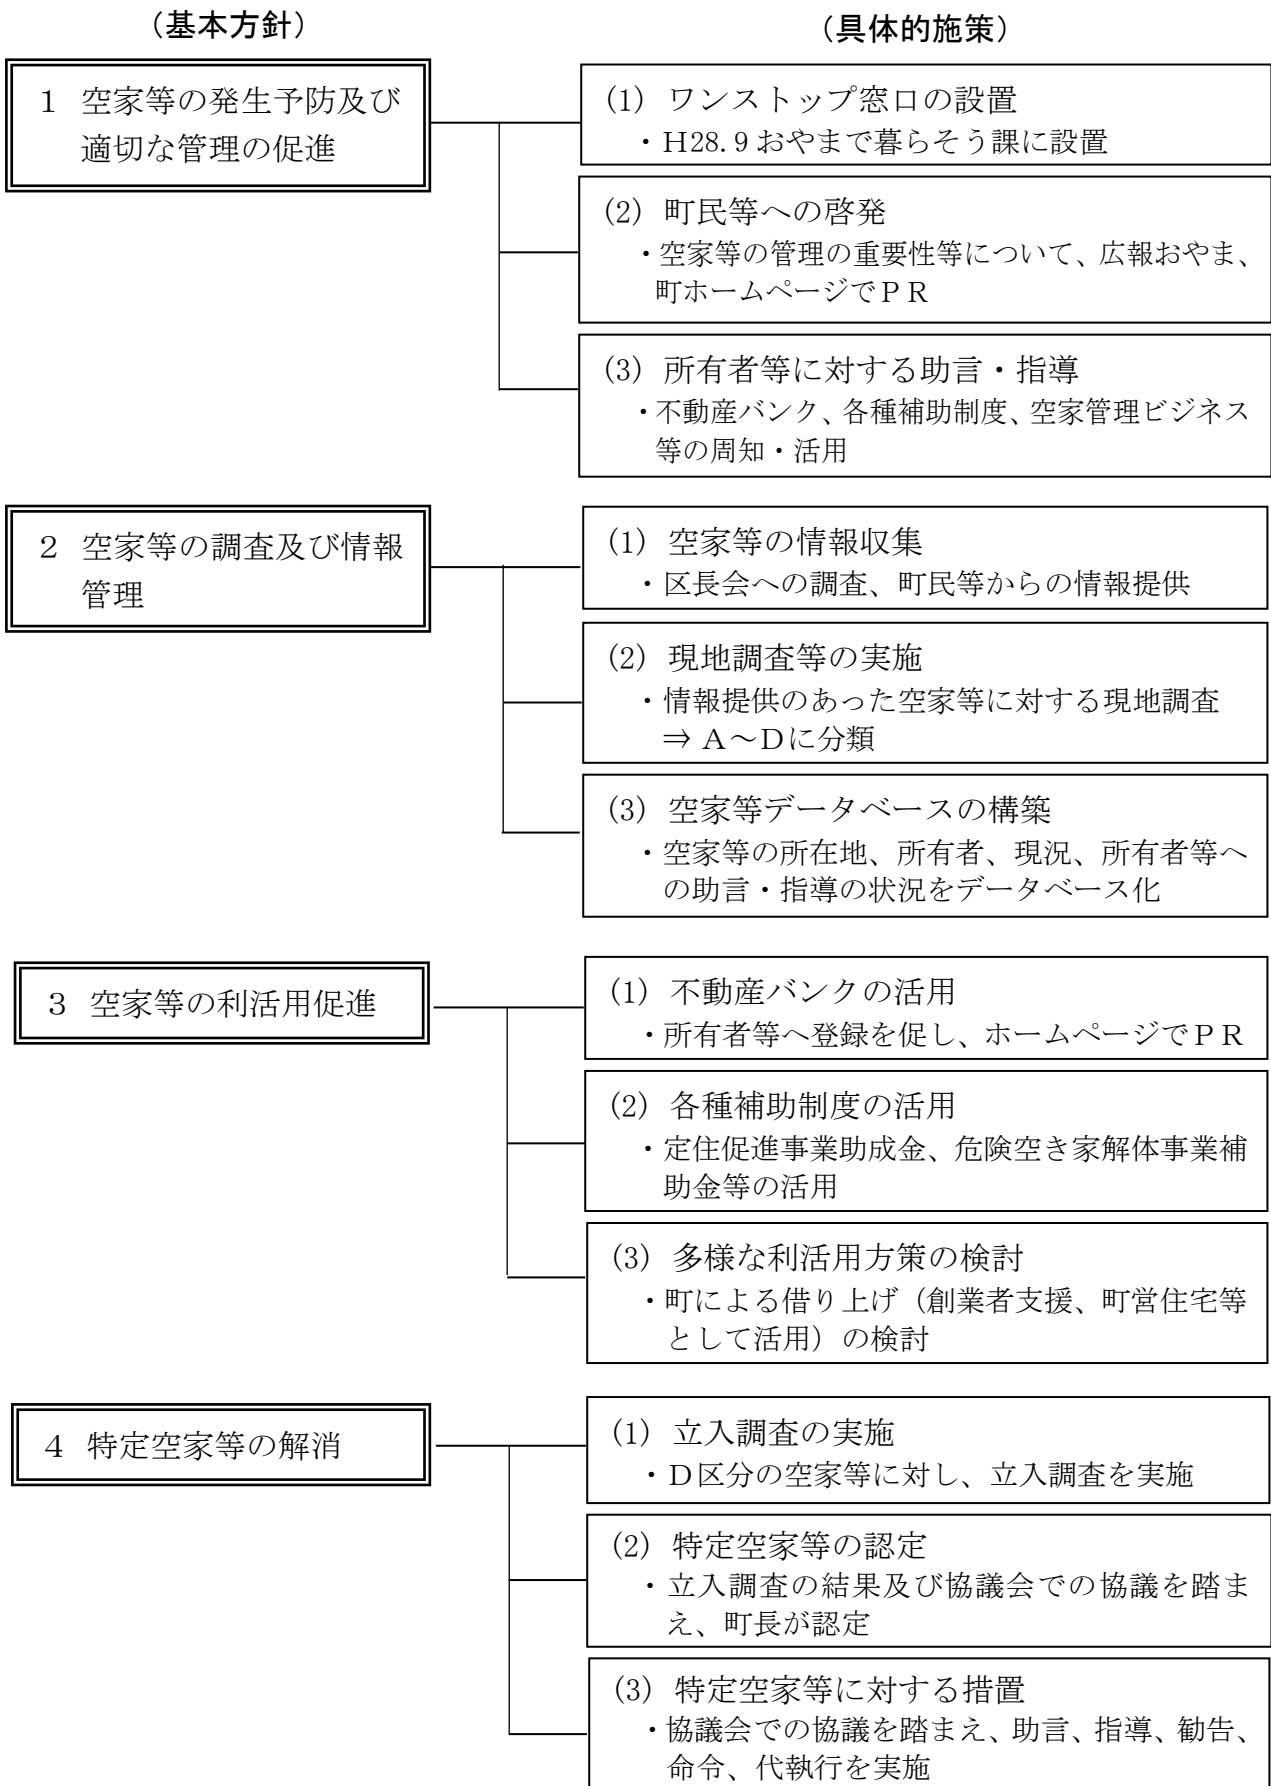 （基本方針）
（具体的施策）
１ 空家等の発生予防及び
適切な管理の促進
(1) ワンストップ窓口の設置
・H28.9 おやまで暮らそう課に設置
(2) 町民等への啓発
・空家等の管理の重要性等について、広報おやま、
町ホームページでＰＲ
(3) 所有者等に対する助言・指導
・不動産バンク、各種補助制度、空家管理ビジネス
等の周知・活用
２ 空家等の調査及び情報
管理
(1) 空家等の情報収集
・区長会への調査、町民等からの情報提供
(2) 現地調査等の実施
・情報提供のあった空家等に対する現地調査
⇒ Ａ～Ｄに分類
(3) 空家等データベースの構築
・空家等の所在地、所有者、現況、所有者等へ
の助言・指導の状況をデータベース化
３ 空家等の利活用促進
(1) 不動産バンクの活用
・所有者等へ登録を促し、ホームページでＰＲ
(2) 各種補助制度の活用
・定住促進事業助成金、危険空き家解体事業補
助金等の活用
(3) 多様な利活用方策の検討
・町による借り上げ（創業者支援、町営住宅等
として活用）の検討
４ 特定空家等の解消
(1) 立入調査の実施
・Ｄ区分の空家等に対し、立入調査を実施
(2) 特定空家等の認定
・立入調査の結果及び協議会での協議を踏ま
え、町長が認定
(3) 特定空家等に対する措置
・協議会での協議を踏まえ、助言、指導、勧告、
命令、代執行を実施